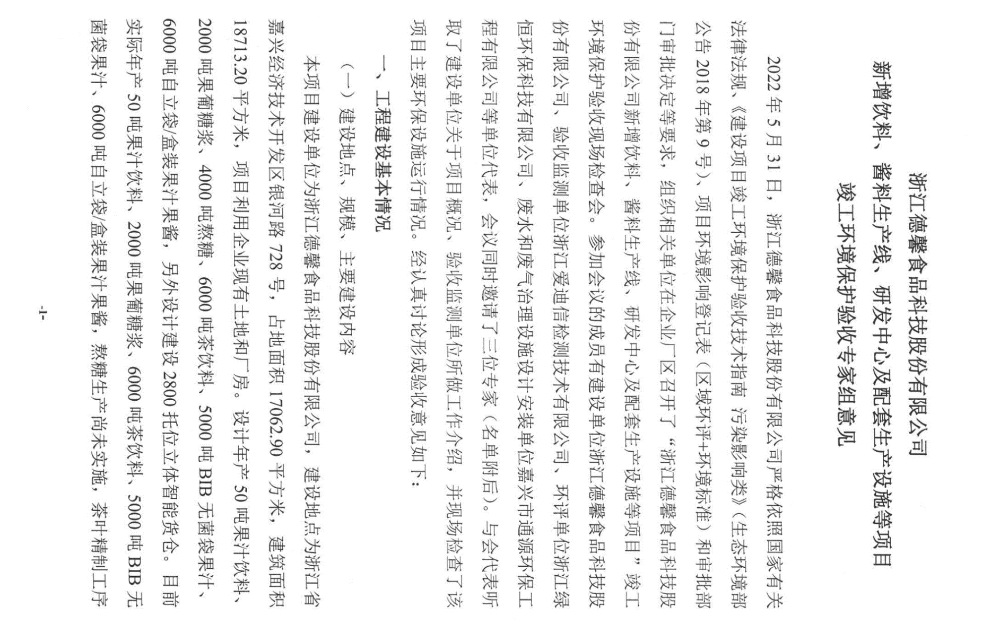 浙江德馨食品科技股份有限公司
新增饮料、酱料生产线、研发中心及配套生产设施等项目
竣工环境保护验收专家组意见
2022 年 5 月 31 日，浙江德馨食品科技股份有限公司严格依照国家有关
法律法规、《建设项目竣工环境保护验收技术指南 污染影响类》（生态环境部
公告 2018 年第 9 号）、项目环境影响登记表（区域环评+环境标准）和审批部
门审批决定等要求，组织相关单位在企业厂区召开了“浙江德馨食品科技股
份有限公司新增饮料、酱料生产线、研发中心及配套生产设施等项目”竣工
环境保护验收现场检查会。参加会议的成员有建设单位浙江德馨食品科技股
份有限公司、验收监测单位浙江爱迪信检测技术有限公司、环评单位浙江绿
恒环保科技有限公司、废水和废气治理设施设计安装单位嘉兴市通源环保工
程有限公司等单位代表，会议同时邀请了三位专家（名单附后）。与会代表听
取了建设单位关于项目概况、验收监测单位所做工作介绍，并现场检查了该
项目主要环保设施运行情况。经认真讨论形成验收意见如下：
一、工程建设基本情况
（一）建设地点、规模、主要建设内容
本项目建设单位为浙江德馨食品科技股份有限公司，建设地点为浙江省
嘉兴经济技术开发区银河路 728 号，占地面积 17062.90 平方米，建筑面积
18713.20 平方米，项目利用企业现有土地和厂房。设计年产 50 吨果汁饮料、
2000 吨果葡糖浆、4000 吨熬糖、6000 吨茶饮料、5000 吨 BIB 无菌袋果汁、
6000 吨自立袋/盒装果汁果酱，另外设计建设 2800 托位立体智能货仓。目前
实际年产 50 吨果汁饮料、2000 吨果葡糖浆、6000 吨茶饮料、5000 吨 BIB 无
菌袋果汁、6000 吨自立袋/盒装果汁果酱，熬糖生产尚未实施，茶叶精制工序
-1-